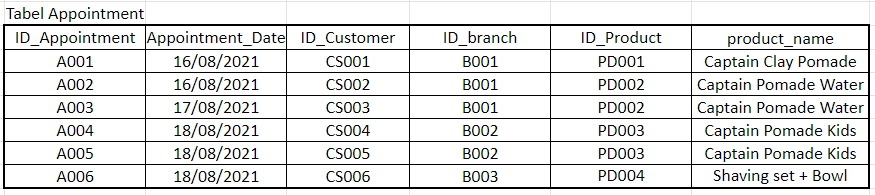 Tabel Appointment
ID_Appointment Appointment_Date ID_Customer ID_branch ID_Product product_name
A001 16/08/2021 CS001 B001 PD001 Captain Clay Pomade
A002 16/08/2021 CS002 B001 PD002 Captain Pomade Water
A003 17/08/2021 CS003 B001 PD002 Captain Pomade Water
A004 18/08/2021 CS004 B002 PD003 Captain Pomade Kids
A005 18/08/2021 CS005 B002 PD003 Captain Pomade Kids
A006 18/08/2021 CS006 B003 PD004 Shaving set + Bowl